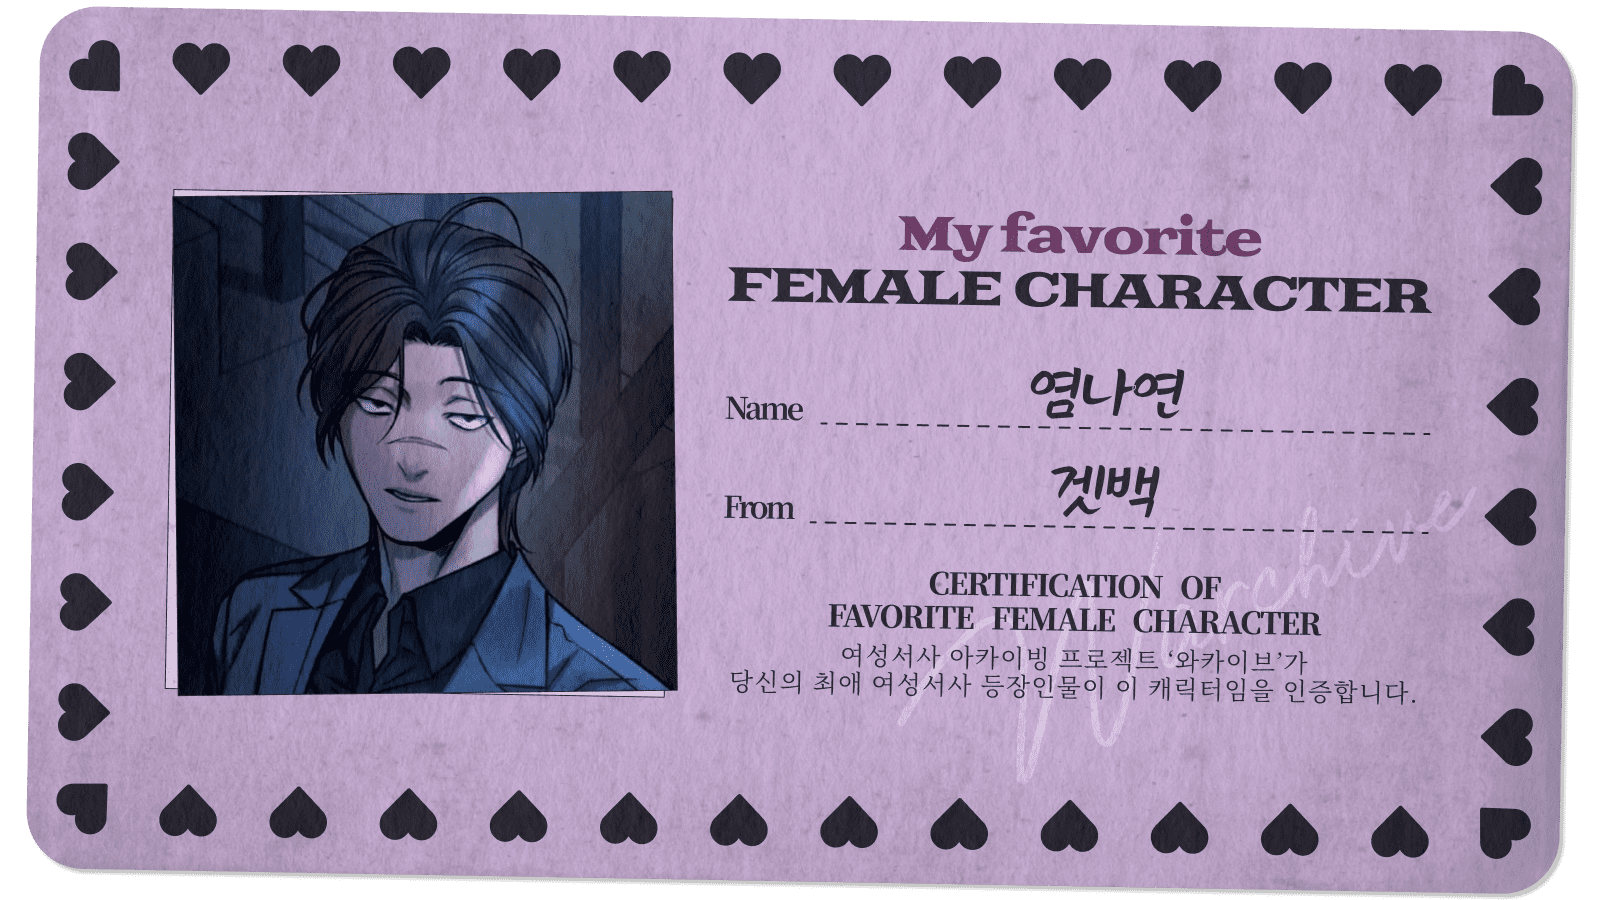 My favorite
FEMALE CHARACTER
Name 염나연
From 겟백
CERTIFICATION OF
FAVORITE FEMALE CHARACTER
여성서사 아카이빙 프로젝트 ‘와카이브’가
당신의 최애 여성서사 등장인물이 이 캐릭터임을 인증합니다.
W Archive